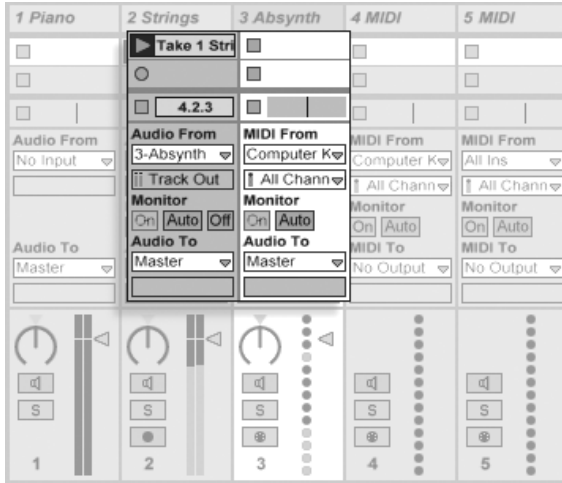 1 Piano 2 Strings 3 Absynth 4 MIDI 5 MIDI
Take 1 Stri
4.2.3
Audio From Audio From MIDI From MIDI From MIDI From
No Input 3-Absynth Computer K Computer K All Ins
Track Out All Chann All Chann All Chann
Monitor Monitor Monitor Monitor
On Auto Off On Auto On Auto On Auto
Audio To Audio To Audio To MIDI To MIDI To
Master Master Master No Output No Output
S S S S S
1 2 3 4 5